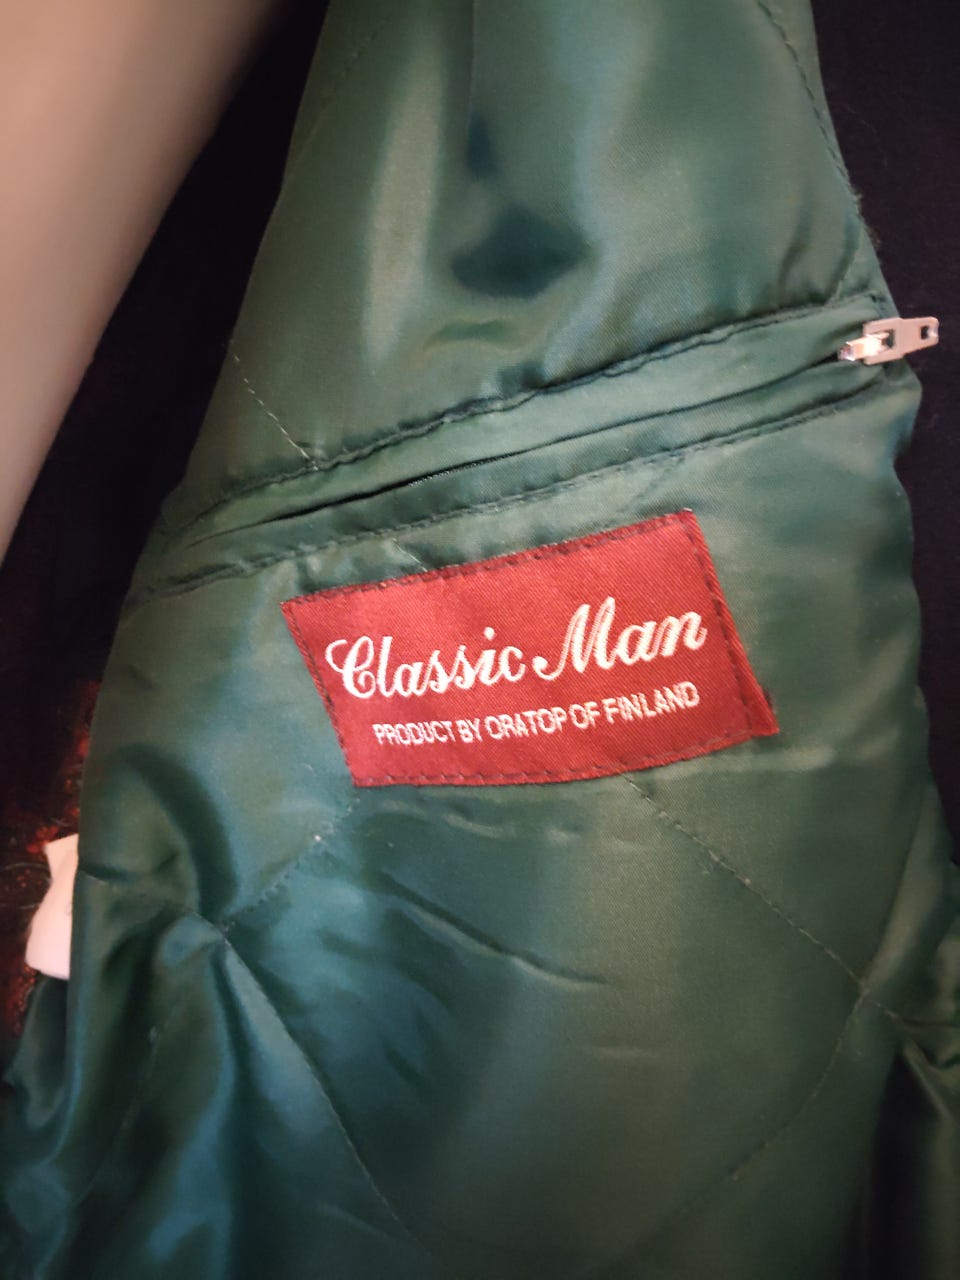 Classic Man
PRODUCT BY ORATOP OF FINLAND